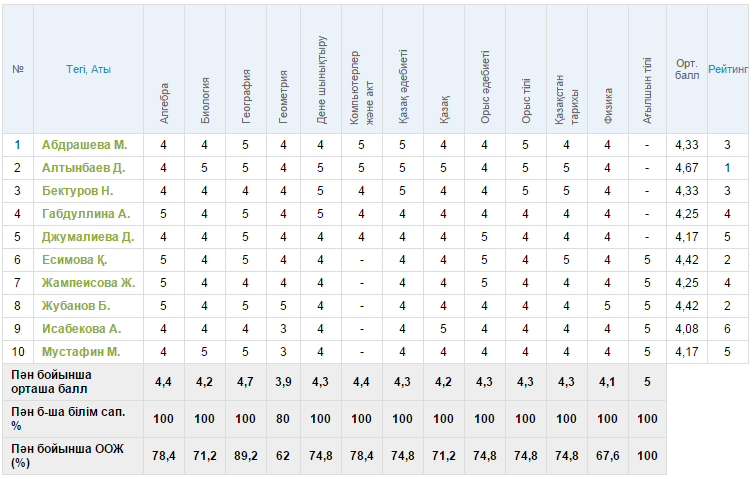 № Тегі, Аты Алгебра Биология География Геометрия Дене шынықтыру Компьютерлер және акт Қазақ әдебиеті Қазақ Орыс әдебиеті Орыс тілі Қазақстан тарихы Физика Ағылшын тілі Орт. балл Рейтинг
1 Абдрашева М. 4 4 5 4 4 5 5 4 4 5 4 4 - 4,33 3
2 Алтынбаев Д. 4 5 5 4 5 5 5 5 4 5 5 4 - 4,67 1
3 Бектуров Н. 4 4 4 4 5 4 5 4 4 5 5 4 - 4,33 3
4 Габдуллина А. 5 4 5 4 5 4 4 4 4 4 4 4 - 4,25 4
5 Джумалиева Д. 4 4 5 4 4 4 4 4 5 4 4 4 - 4,17 5
6 Есимова Қ. 5 4 5 4 4 - 4 4 5 4 5 4 5 4,42 2
7 Жампеисова Ж. 5 4 4 4 4 - 4 4 5 4 4 4 5 4,25 4
8 Жубанов Б. 5 4 5 5 4 - 4 4 4 4 4 5 5 4,42 2
9 Исабекова А. 4 4 4 3 4 - 4 5 4 4 4 4 5 4,08 6
10 Мустафин М. 4 5 5 3 4 - 4 4 4 4 4 4 5 4,17 5
Пән бойынша орташа балл 4,4 4,2 4,7 3,9 4,3 4,4 4,3 4,2 4,3 4,3 4,3 4,1 5
Пән б-ша білім сап. % 100 100 100 80 100 100 100 100 100 100 100 100 100
Пән бойынша ООЖ (%) 78,4 71,2 89,2 62 74,8 78,4 74,8 71,2 74,8 74,8 74,8 67,6 100